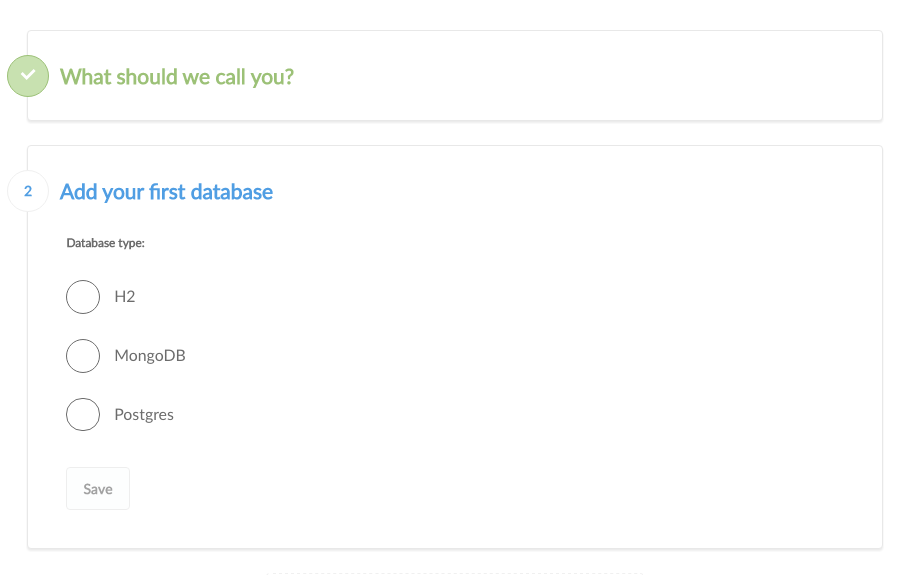 What should we call you?
2
Add your first database
Database type:
H2
MongoDB
Postgres
Save